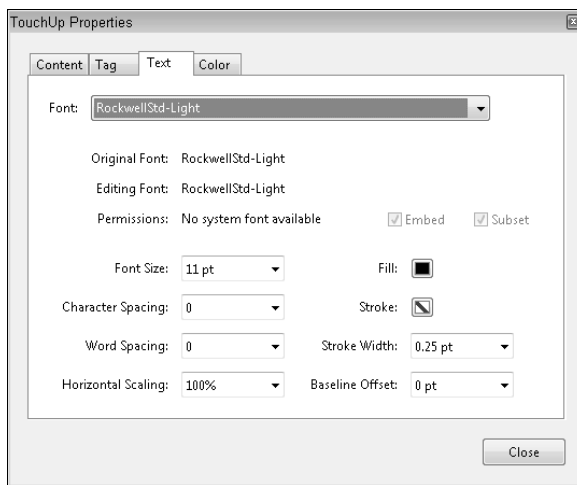 TouchUp Properties
Content Tag Text Color
Font: RockwellStd-Light
Original Font: RockwellStd-Light
Editing Font: RockwellStd-Light
Permissions: No system font available Embed Subset
Font Size: 11 pt Fill:
Character Spacing: 0 Stroke:
Word Spacing: 0 Stroke Width: 0.25 pt
Horizontal Scaling: 100% Baseline Offset: 0 pt
Close